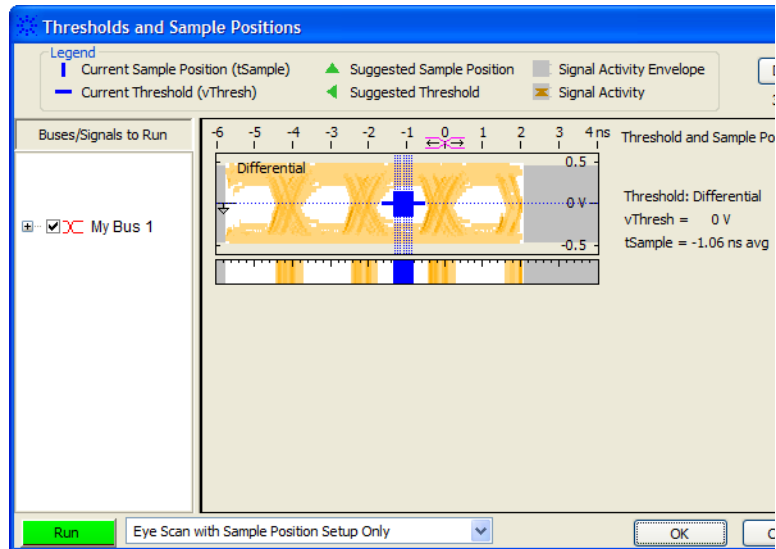 Thresholds and Sample Positions
Legend
Current Sample Position (tSample)
Suggested Sample Position
Signal Activity Envelope
Current Threshold (vThresh)
Suggested Threshold
Signal Activity
Buses/Signals to Run
-6 -5 -4 -3 -2 -1 0 1 2 3 4 ns
Threshold and Sample Po
Differential
0.5
0 V
-0.5
Threshold: Differential
vThresh = 0 V
tSample = -1.06 ns avg
My Bus 1
Run
Eye Scan with Sample Position Setup Only
OK